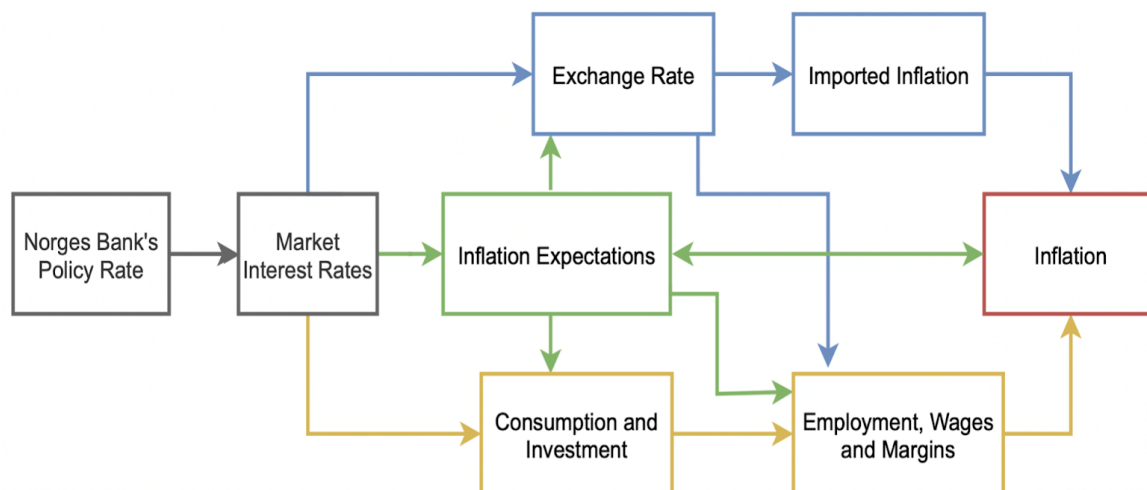 Exchange Rate
Imported Inflation
Norges Bank's
Policy Rate
Market
Interest Rates
Inflation Expectations
Inflation
Consumption and
Investment
Employment, Wages
and Margins